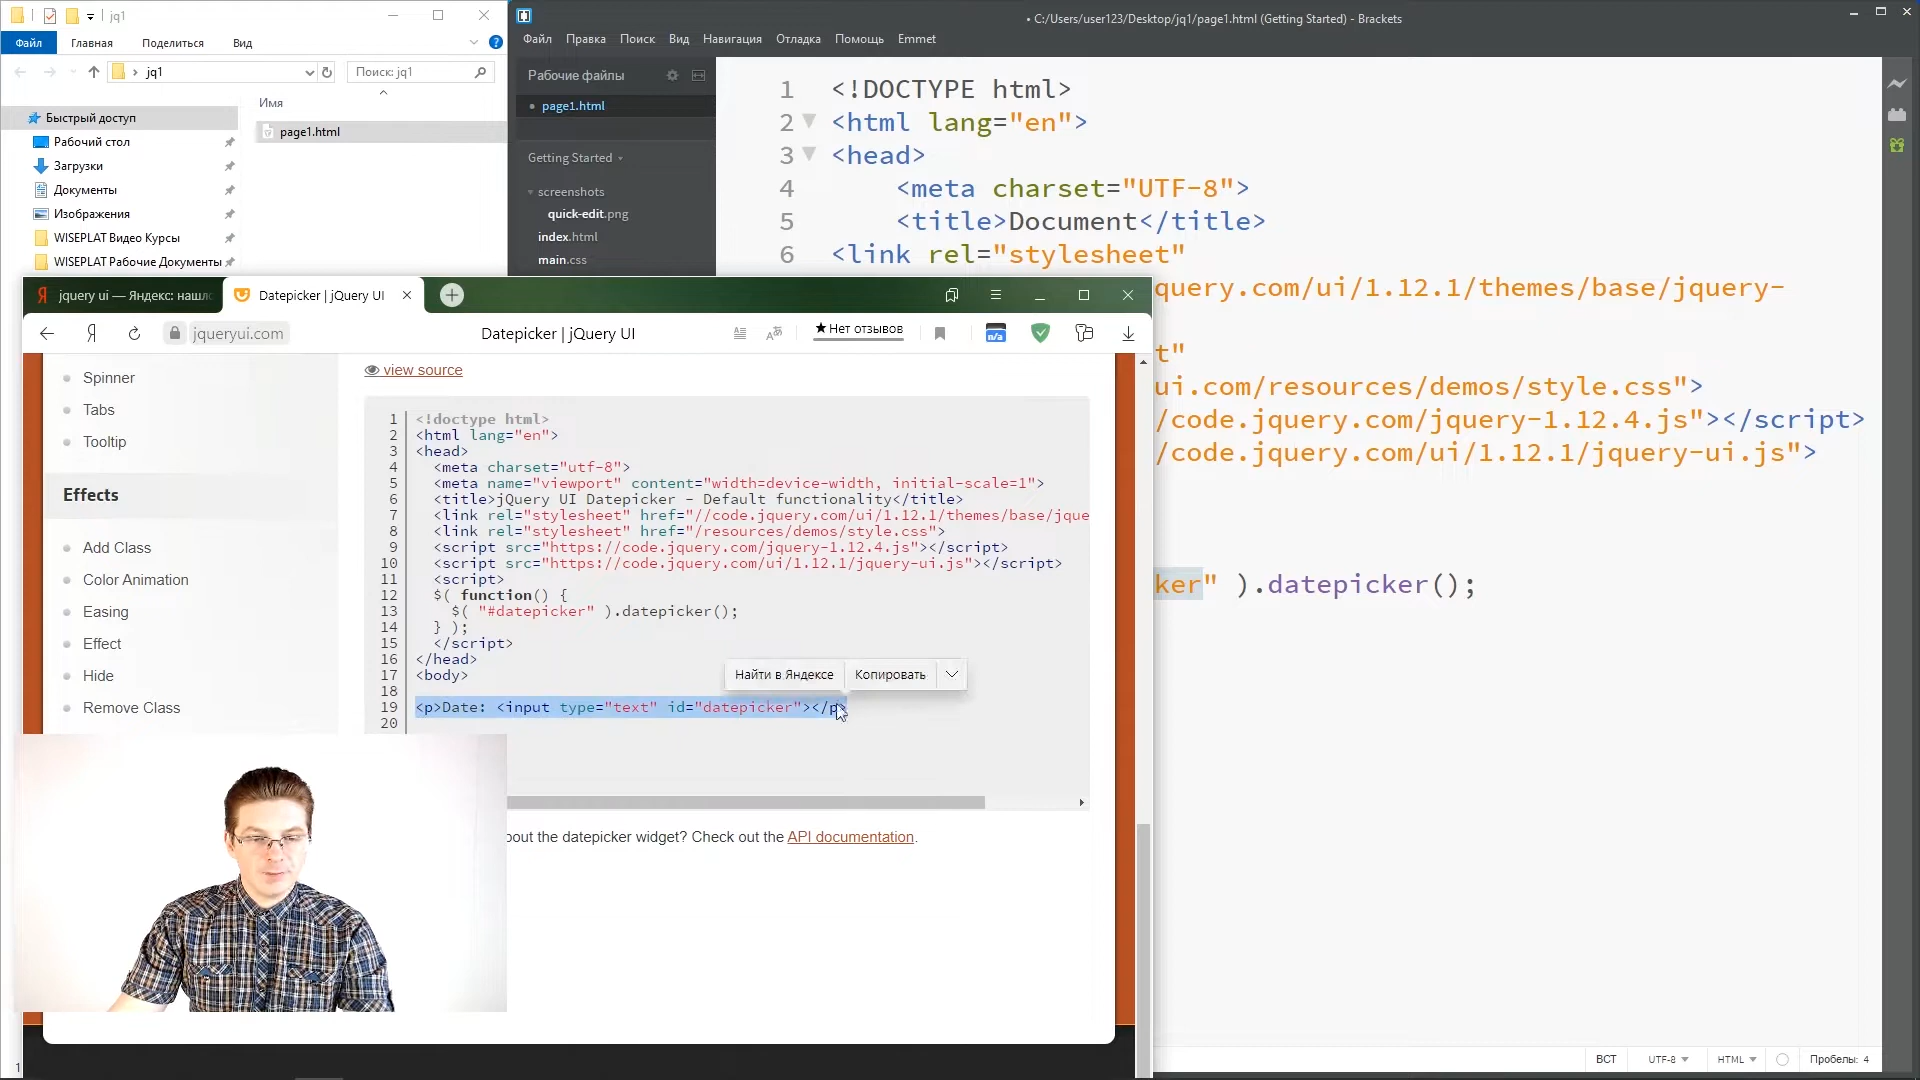 jq1
Файл
Главная
Поделиться
Вид
jq1
Поиск: jq1
Имя
Быстрый доступ
page1.html
Рабочий стол
Загрузки
Документы
Изображения
WISEPLAT Видео Курсы
WISEPLAT Рабочие Документы
• C:/Users/user123/Desktop/jq1/page1.html (Getting Started) - Brackets
Файл Правка Поиск Вид Навигация Отладка Помощь Emmet
Рабочие файлы
• page1.html
Getting Started
screenshots
quick-edit.png
index.html
main.css
1 <!DOCTYPE html>
2 <html lang="en">
3 <head>
4 <meta charset="UTF-8">
5 <title>Document</title>
6 <link rel="stylesheet"
query.com/ui/1.12.1/themes/base/jquery-
t"
ui.com/resources/demos/style.css">
/code.jquery.com/jquery-1.12.4.js"></script>
/code.jquery.com/ui/1.12.1/jquery-ui.js">
ker" ).datepicker();
Я jquery ui — Яндекс: нашло
Datepicker | jQuery UI
Я
jqueryui.com
Datepicker | jQuery UI
★ Нет отзывов
n/a
Spinner
Tabs
Tooltip
Effects
Add Class
Color Animation
Easing
Effect
Hide
Remove Class
view source
1 <!doctype html>
2 <html lang="en">
3 <head>
4 <meta charset="utf-8">
5 <meta name="viewport" content="width=device-width, initial-scale=1">
6 <title>jQuery UI Datepicker - Default functionality</title>
7 <link rel="stylesheet" href="//code.jquery.com/ui/1.12.1/themes/base/jque
8 <link rel="stylesheet" href="/resources/demos/style.css">
9 <script src="https://code.jquery.com/jquery-1.12.4.js"></script>
10 <script src="https://code.jquery.com/ui/1.12.1/jquery-ui.js"></script>
11 <script>
12 $( function() {
13 $( "#datepicker" ).datepicker();
14 } );
15 </script>
16 </head>
17 <body>
18
19 <p>Date: <input type="text" id="datepicker"></p>
20
Найти в Яндексе
Копировать
bout the datepicker widget? Check out the API documentation.
1
ВСТ
UTF-8
HTML
Пробелы: 4